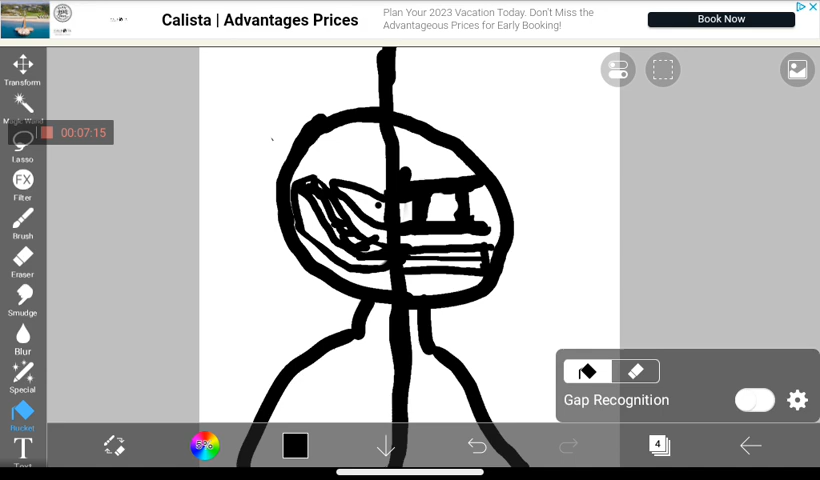 Calista | Advantages Prices
Plan Your 2023 Vacation Today. Don't Miss the
Advantageous Prices for Early Booking!
Book Now
Transform
00:07:15
Lasso
FX
Filter
Brush
Eraser
Smudge
Blur
Special
Bucket
T
Text
Gap Recognition
4